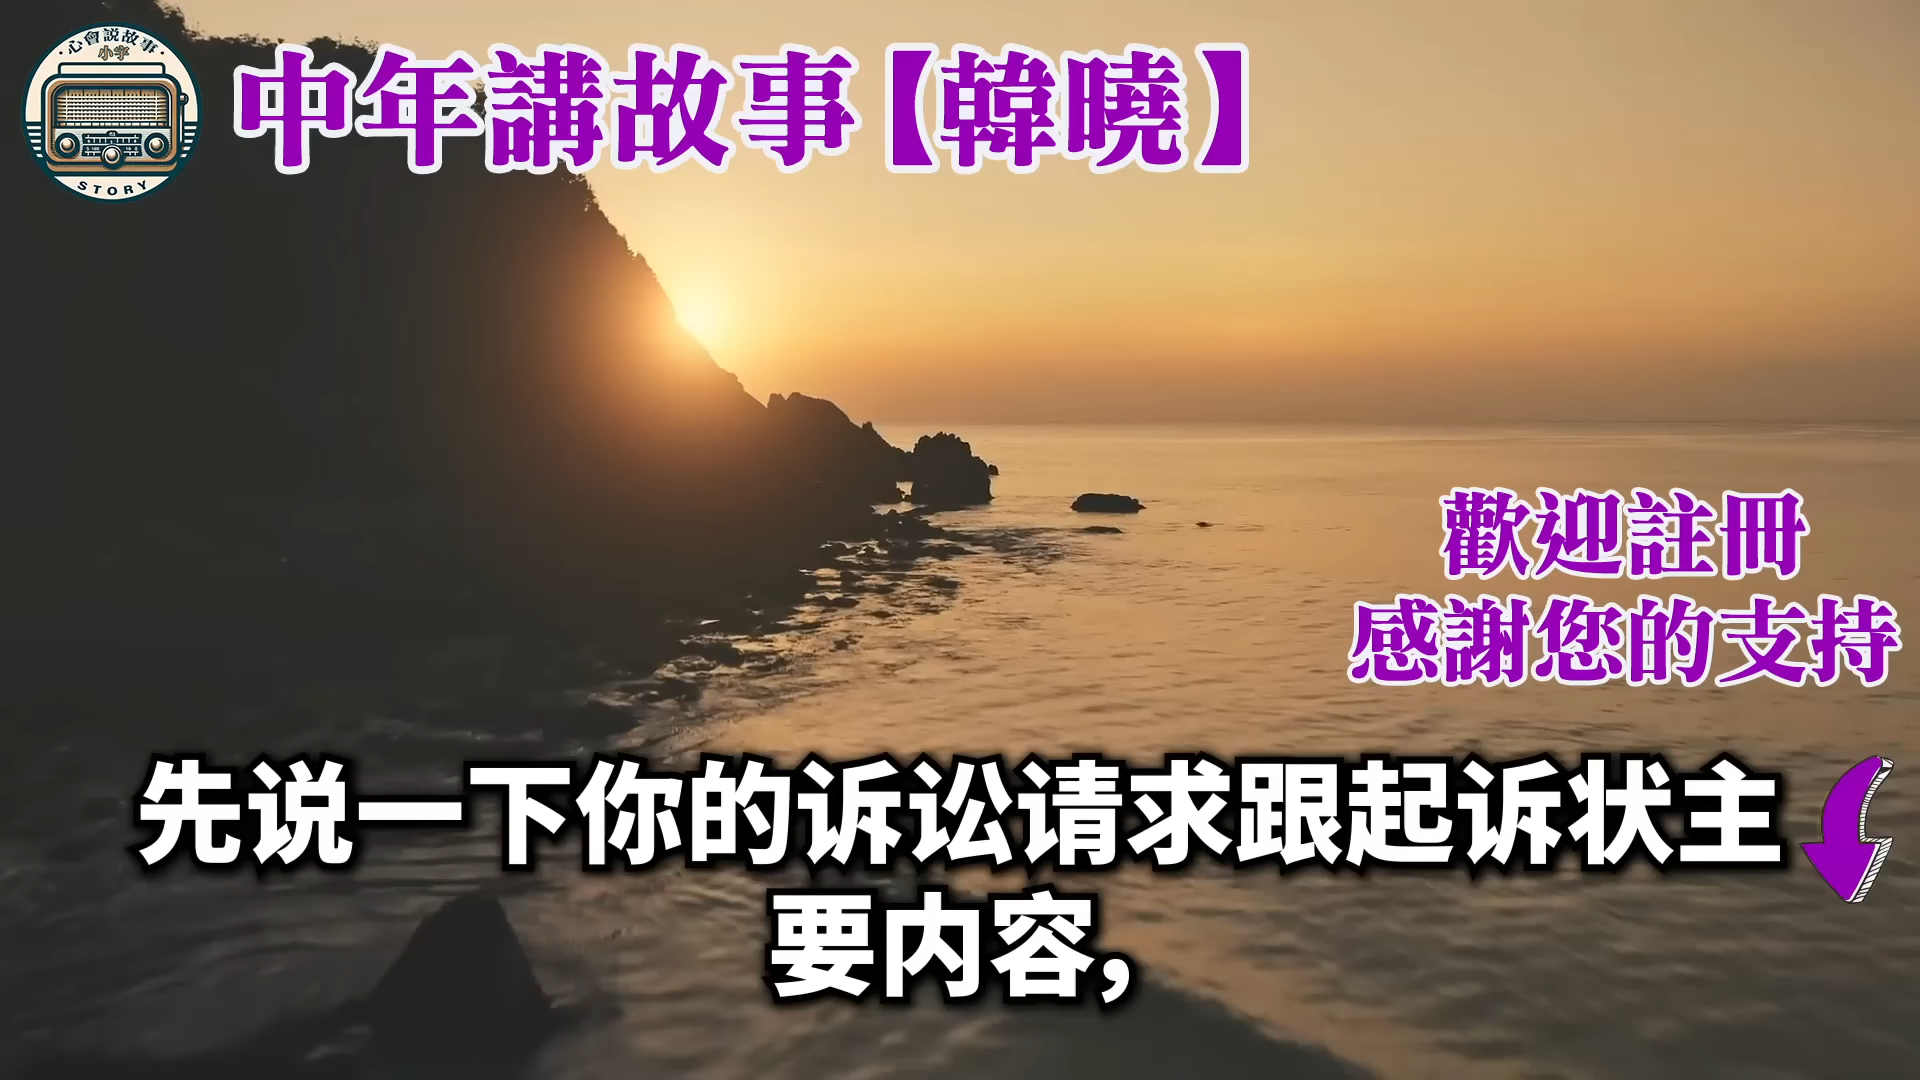 心會説故事
小宇
STORY
中年講故事【韓曉】
歡迎註冊
感謝您的支持
先说一下你的诉讼请求跟起诉状主
要内容,